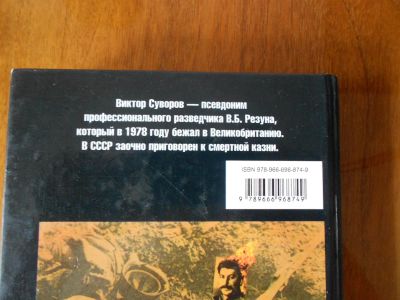 Виктор Суворов — псевдоним
профессионального разведчика В.Б. Резуна,
который в 1978 году бежал в Великобританию.
В СССР заочно приговорен к смертной казни.
ISBN 978-966-696-874-9
9 789666 968749